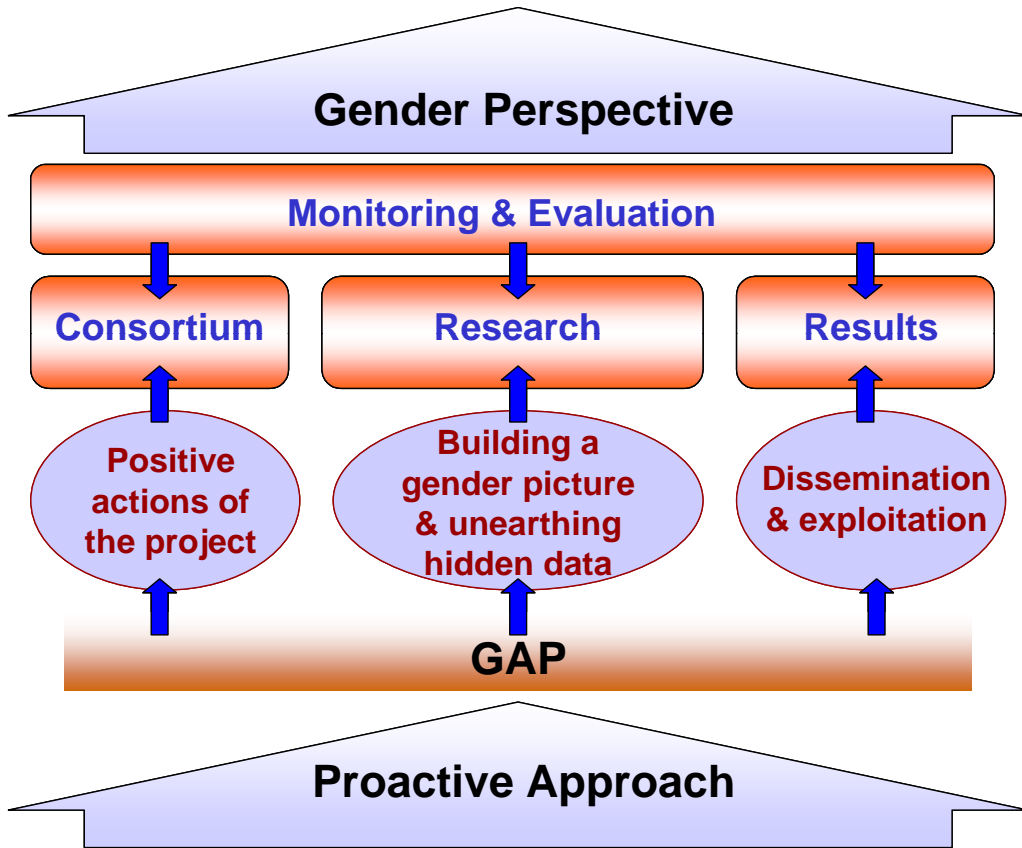 Gender Perspective
Monitoring & Evaluation
Consortium
Research
Results
Positive
actions of
the project
Building a
gender picture
& unearthing
hidden data
Dissemination
& exploitation
GAP
Proactive Approach